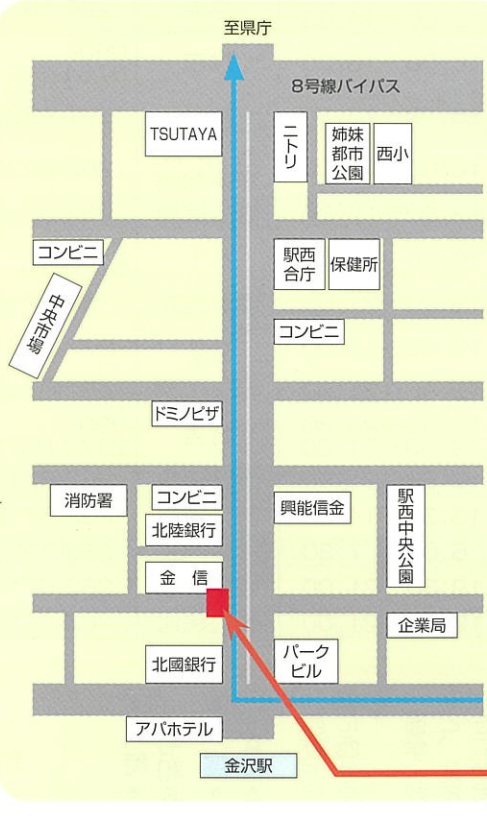 至県庁
8号線バイパス
TSUTAYA
ニトリ
姉妹
都市
公園
西小
コンビニ
駅西
合庁
保健所
中央市場
コンビニ
ドミノピザ
消防署
コンビニ
興能信金
駅西中央公園
北陸銀行
金 信
企業局
北國銀行
パーク
ビル
アパホテル
金沢駅